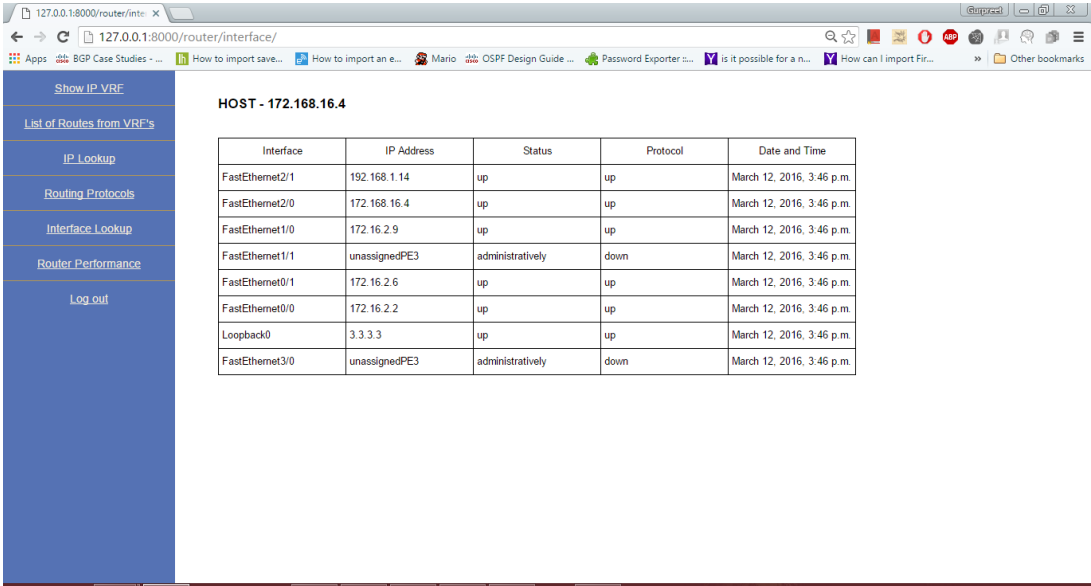 127.0.0.1:8000/router/inte
Gurpreet
127.0.0.1:8000/router/interface/
ABP
Apps BGP Case Studies - ... How to import save... How to import an e... Mario OSPF Design Guide ... Password Exporter ::... is it possible for a n... How can I import Fir... » Other bookmarks
Show IP VRF
List of Routes from VRF's
IP Lookup
Routing Protocols
Interface Lookup
Router Performance
Log out
HOST - 172.168.16.4
Interface IP Address Status Protocol Date and Time
FastEthernet2/1 192.168.1.14 up up March 12, 2016, 3:46 p.m.
FastEthernet2/0 172.168.16.4 up up March 12, 2016, 3:46 p.m.
FastEthernet1/0 172.16.2.9 up up March 12, 2016, 3:46 p.m.
FastEthernet1/1 unassignedPE3 administratively down March 12, 2016, 3:46 p.m.
FastEthernet0/1 172.16.2.6 up up March 12, 2016, 3:46 p.m.
FastEthernet0/0 172.16.2.2 up up March 12, 2016, 3:46 p.m.
Loopback0 3.3.3.3 up up March 12, 2016, 3:46 p.m.
FastEthernet3/0 unassignedPE3 administratively down March 12, 2016, 3:46 p.m.